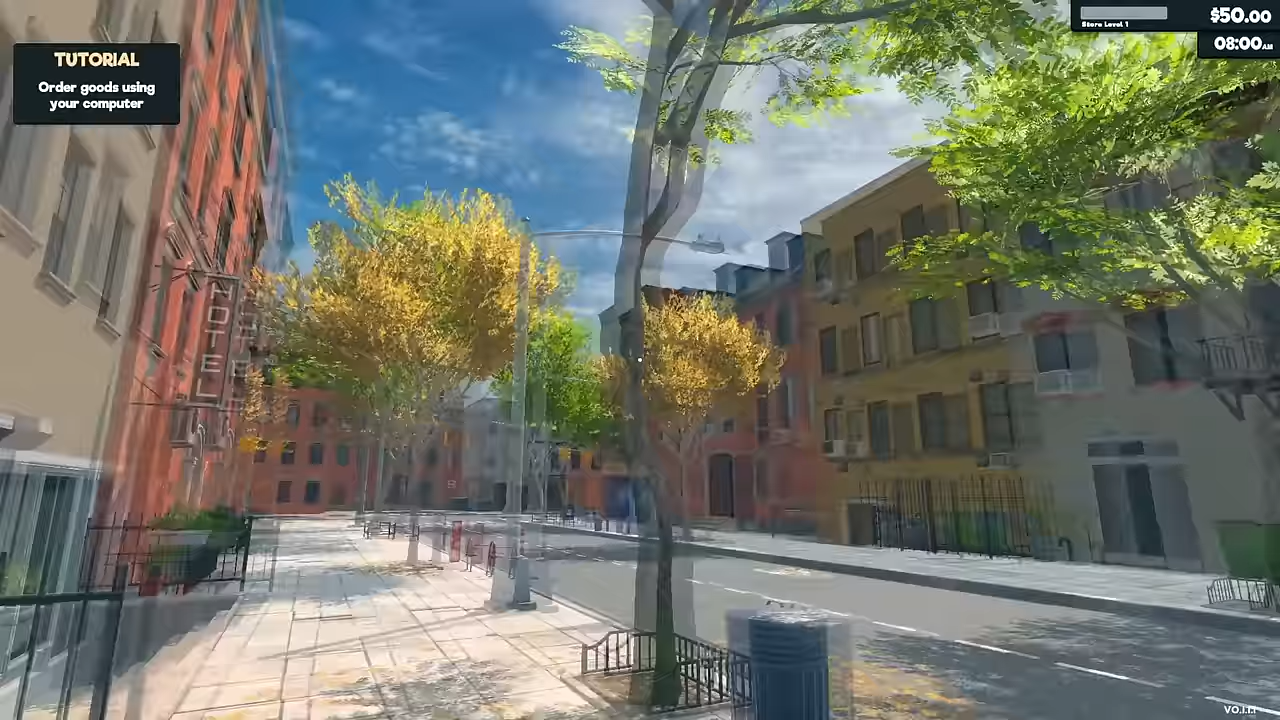 TUTORIAL
Order goods using
your computer
Store Level 1
$50.00
08:00AM
HOTEL
V0.1.1